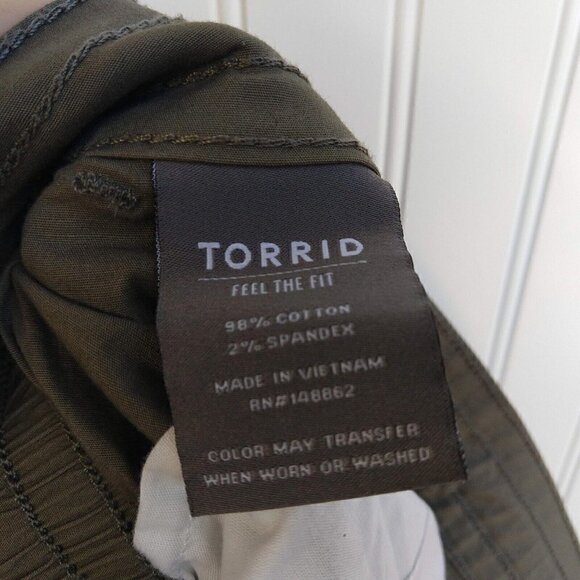 TORRID
FEEL THE FIT
98% COTTON
2% SPANDEX
MADE IN VIETNAM
RN#148862
COLOR MAY TRANSFER
WHEN WORN OR WASHED